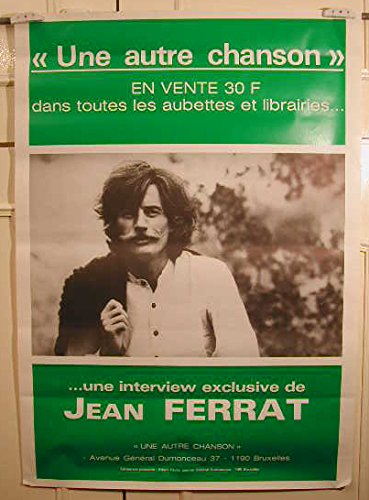 « Une autre chanson »
EN VENTE 30 F
dans toutes les aubettes et librairies...
...une interview exclusive de
JEAN FERRAT
« UNE AUTRE CHANSON »
- Avenue Général Dumonceau 37 - 1190 Bruxelles